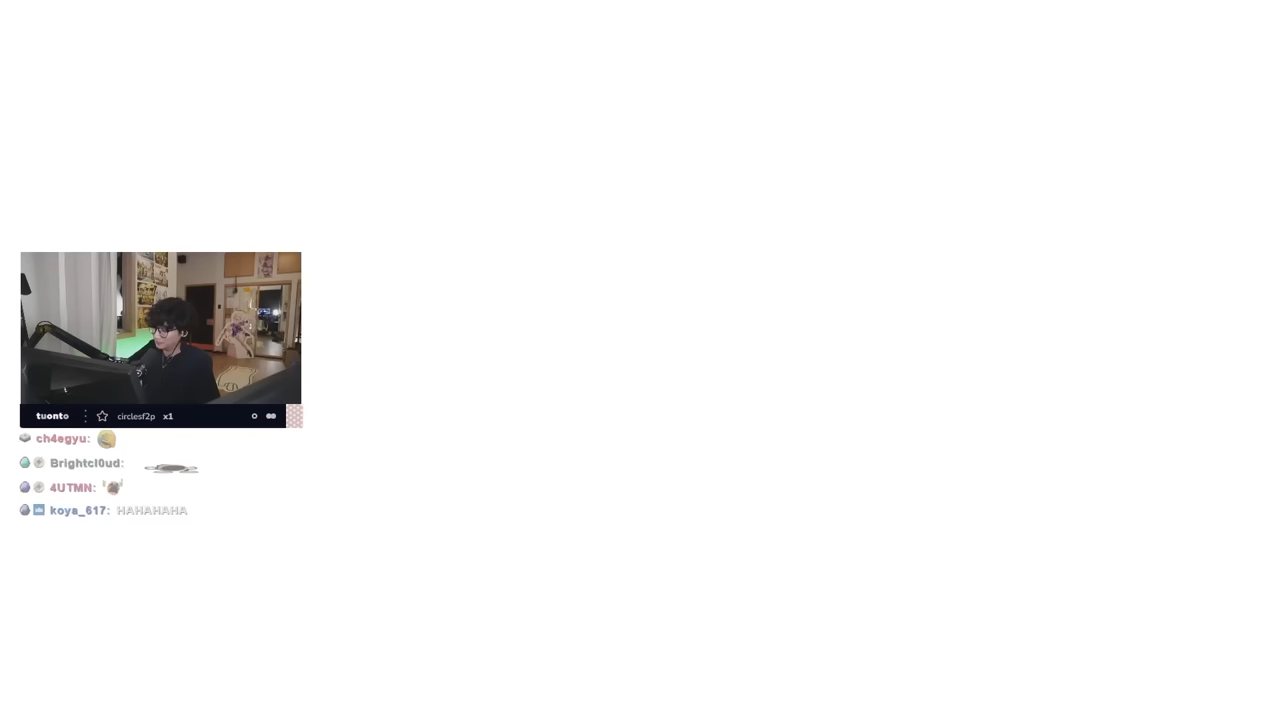 tuonto circlesf2p x1
ch4egyu:
Brightcl0ud:
4UTMN:
koya_617: HAHAHAHA